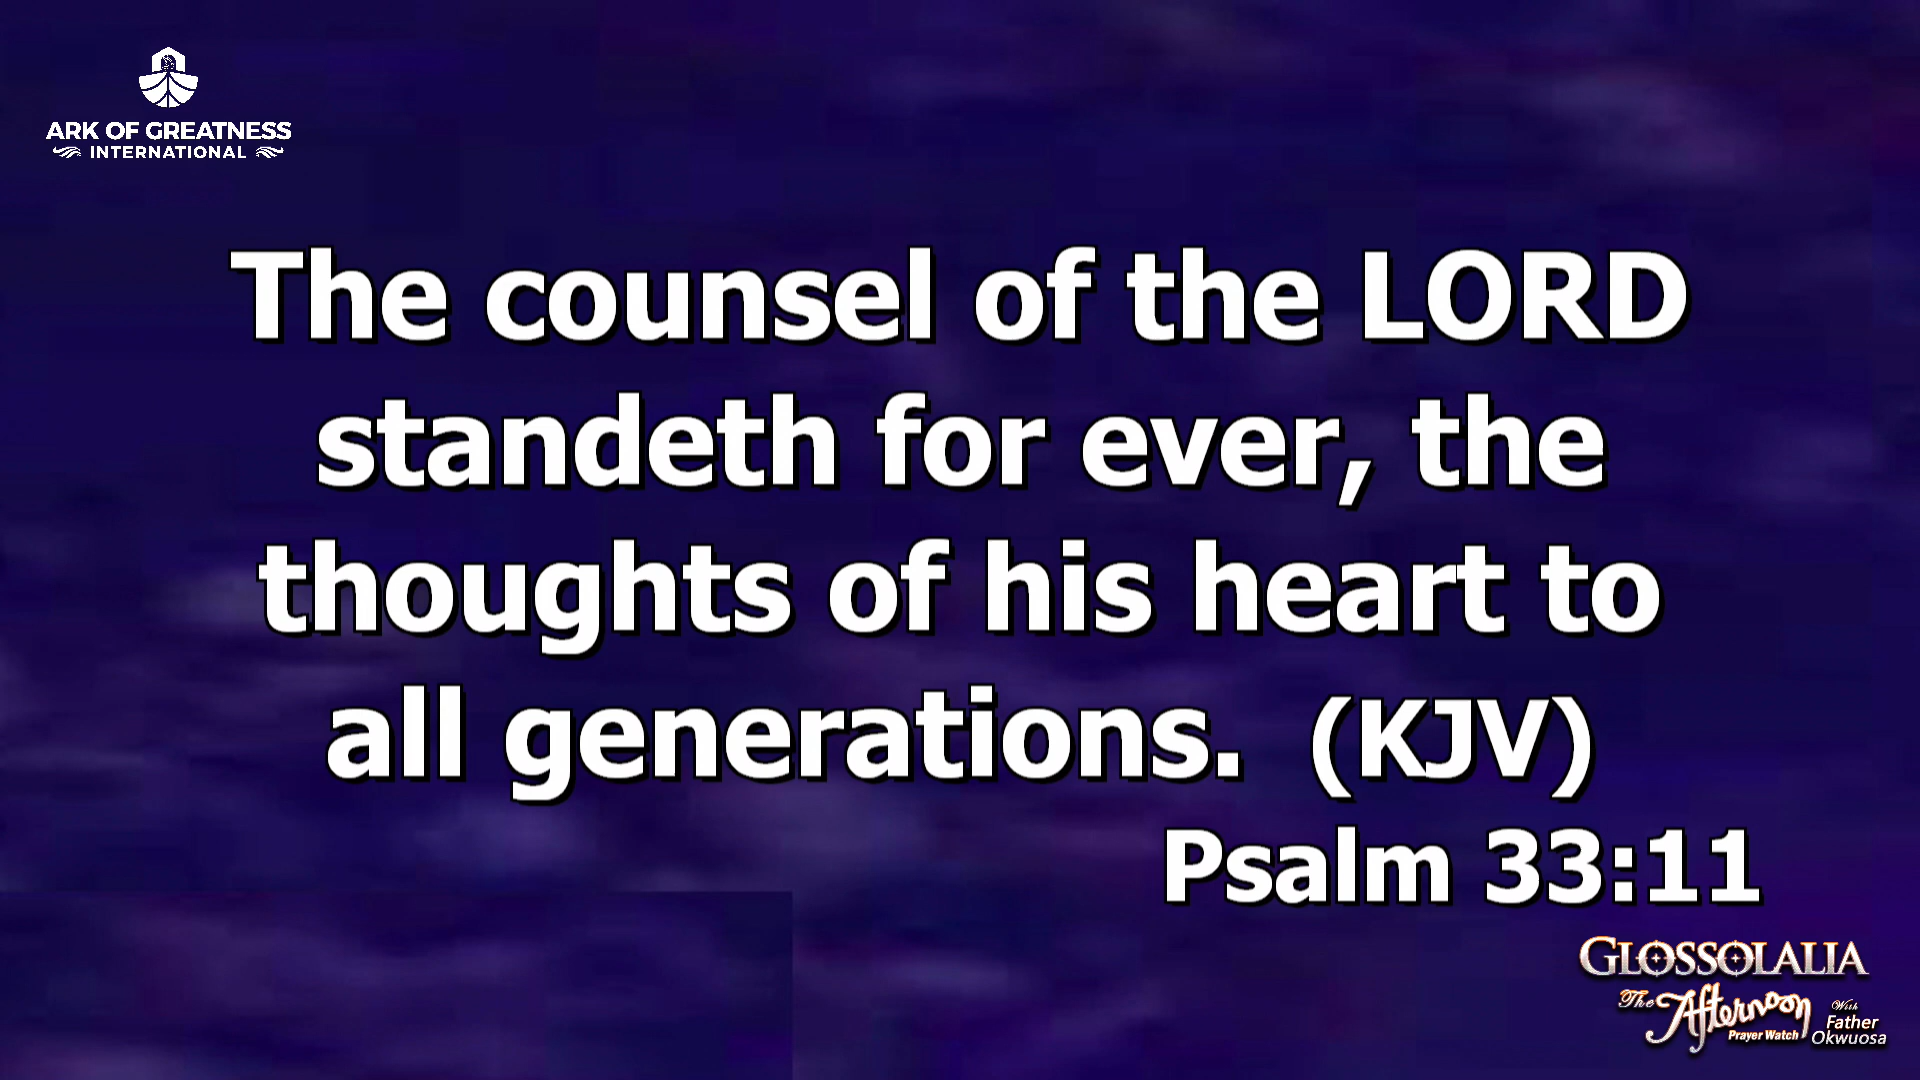 ARK OF GREATNESS
INTERNATIONAL
The counsel of the LORD
standeth for ever, the
thoughts of his heart to
all generations. (KJV)
Psalm 33:11
GLOSSOLALIA
The Afternoon
Prayer Watch
With
Father
Okwuosa